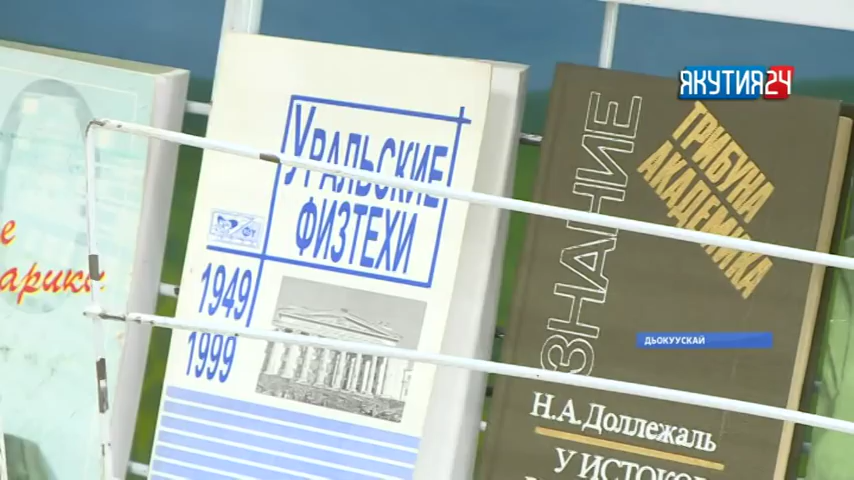 ЯКУТИЯ24
УРАЛЬСКИЕ
ФИЗТЕХИ
1949
1999
ЗНАНИЕ
ТРИБУНА
АКАДЕМИКА
ДЬОКУУСКАЙ
Н.А.Доллежаль
У ИСТОКОВ